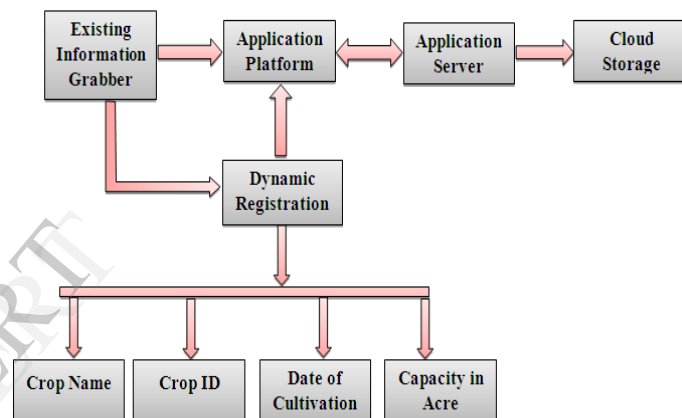 Existing
Information
Grabber
Application
Platform
Application
Server
Cloud
Storage
Dynamic
Registration
Crop Name
Crop ID
Date of
Cultivation
Capacity in
Acre